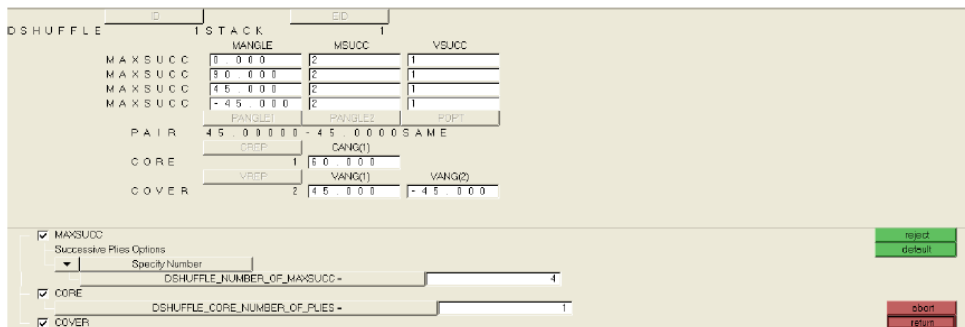 ID EID
DSHUFFLE 1 STACK 1
MANGLE MSUCC VSUCC
MAXSUCC 0.000 2 1
MAXSUCC 90.000 2 1
MAXSUCC 45.000 2 1
MAXSUCC -45.000 2 1
PANGLE1 PANGLE2 POPT
PAIR 45.00000 -45.0000 SAME
CREP CANG(1)
CORE 1 60.000
VREP VANG(1) VANG(2)
COVER 2 45.000 -45.000
MAXSUCC reject
Successive Plies Options default
Specify Number
DSHUFFLE_NUMBER_OF_MAXSUCC = 4
CORE
DSHUFFLE_CORE_NUMBER_OF_PLIES = 1 abort
COVER return